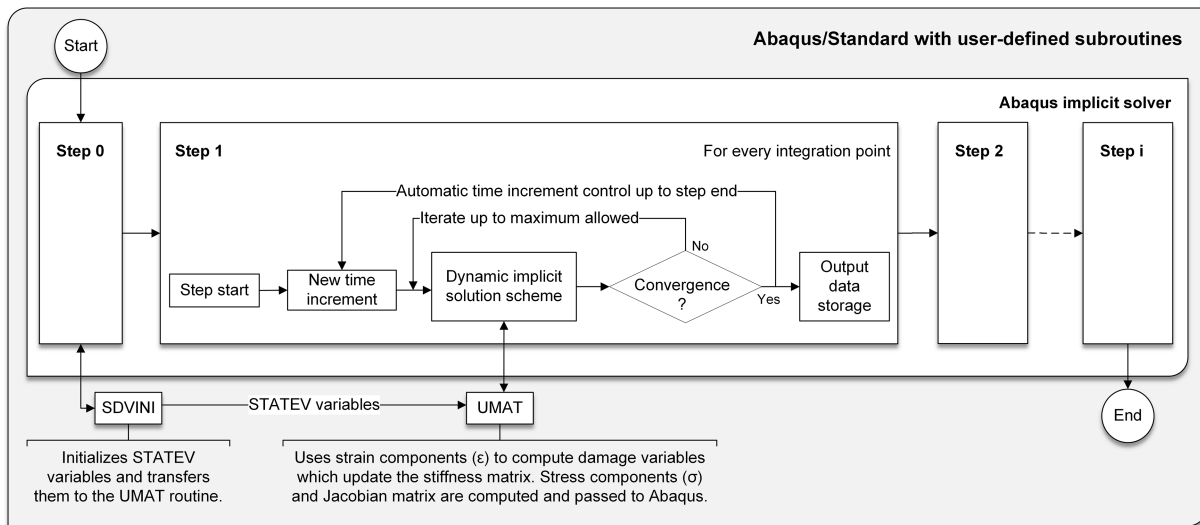 Start
Abaqus/Standard with user-defined subroutines
Abaqus implicit solver
Step 0
Step 1
For every integration point
Step 2
Step i
Automatic time increment control up to step end
Iterate up to maximum allowed
No
Step start
New time
increment
Dynamic implicit
solution scheme
Convergence
?
Yes
Output
data
storage
SDVINI
STATEV variables
UMAT
End
Initializes STATEV
variables and transfers
them to the UMAT routine.
Uses strain components (ε) to compute damage variables
which update the stiffness matrix. Stress components (σ)
and Jacobian matrix are computed and passed to Abaqus.